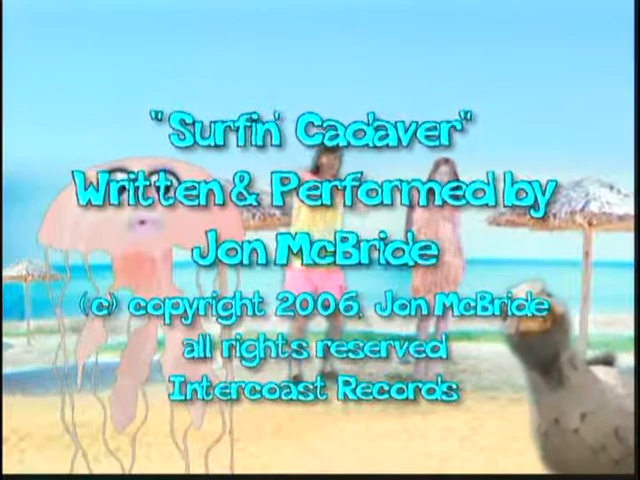 "Surfin' Cadaver"
Written & Performed by
Jon McBride
(c) copyright 2006, Jon McBride
all rights reserved
Intercoast Records